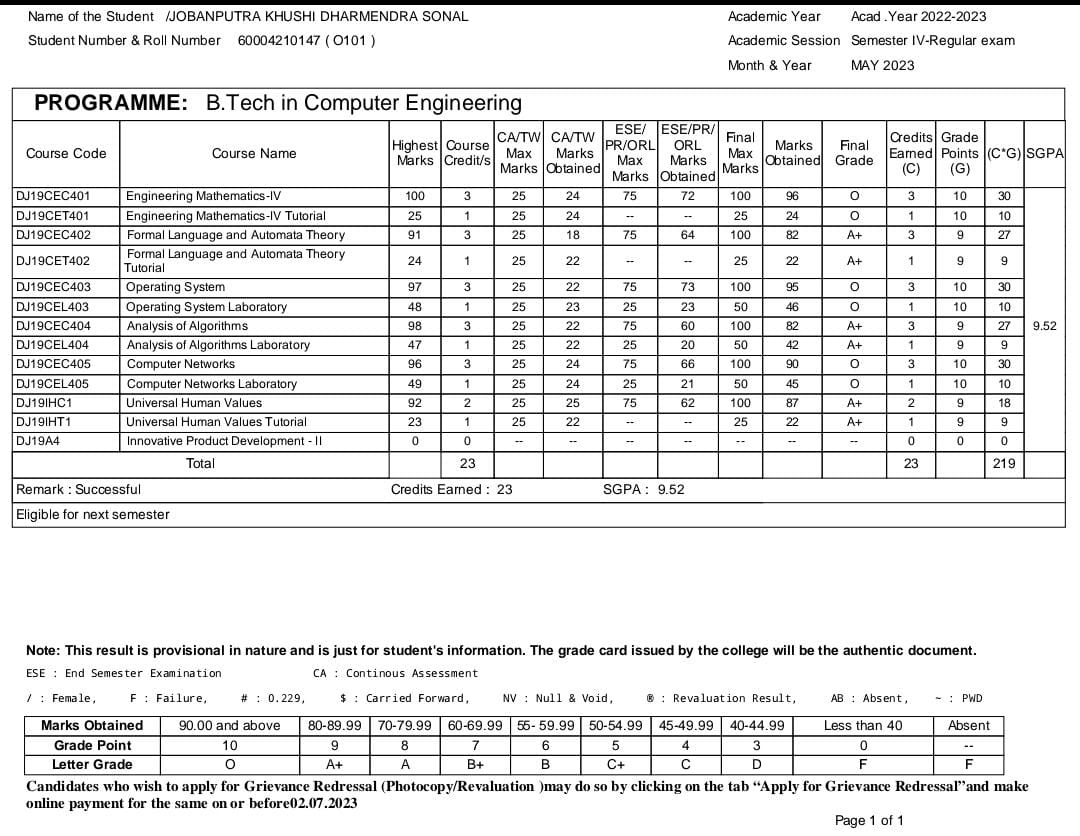 Name of the Student /JOBANPUTRA KHUSHI DHARMENDRA SONAL Academic Year Acad .Year 2022-2023
Student Number & Roll Number 60004210147 ( O101 ) Academic Session Semester IV-Regular exam
Month & Year MAY 2023
PROGRAMME: B.Tech in Computer Engineering
Course Code Course Name Highest Marks Course Credit/s CA/TW Max Marks CA/TW Marks Obtained ESE/ PR/ORL Max Marks ESE/PR/ ORL Marks Obtained Final Max Marks Marks Obtained Final Grade Credits Earned (C) Grade Points (G) (C*G) SGPA
DJ19CEC401 Engineering Mathematics-IV 100 3 25 24 75 72 100 96 O 3 10 30
DJ19CET401 Engineering Mathematics-IV Tutorial 25 1 25 24 -- -- 25 24 O 1 10 10
DJ19CEC402 Formal Language and Automata Theory 91 3 25 18 75 64 100 82 A+ 3 9 27
DJ19CET402 Formal Language and Automata Theory Tutorial 24 1 25 22 -- -- 25 22 A+ 1 9 9
DJ19CEC403 Operating System 97 3 25 22 75 73 100 95 O 3 10 30
DJ19CEL403 Operating System Laboratory 48 1 25 23 25 23 50 46 O 1 10 10
DJ19CEC404 Analysis of Algorithms 98 3 25 22 75 60 100 82 A+ 3 9 27 9.52
DJ19CEL404 Analysis of Algorithms Laboratory 47 1 25 22 25 20 50 42 A+ 1 9 9
DJ19CEC405 Computer Networks 96 3 25 24 75 66 100 90 O 3 10 30
DJ19CEL405 Computer Networks Laboratory 49 1 25 24 25 21 50 45 O 1 10 10
DJ19IHC1 Universal Human Values 92 2 25 25 75 62 100 87 A+ 2 9 18
DJ19IHT1 Universal Human Values Tutorial 23 1 25 22 -- -- 25 22 A+ 1 9 9
DJ19A4 Innovative Product Development - II 0 0 -- -- -- -- -- -- -- 0 0 0
Total 23 23 219
Remark : Successful Credits Earned : 23 SGPA : 9.52
Eligible for next semester
Note: This result is provisional in nature and is just for student's information. The grade card issued by the college will be the authentic document.
ESE : End Semester Examination CA : Continous Assessment
/ : Female, F : Failure, # : 0.229, $ : Carried Forward, NV : Null & Void, ® : Revaluation Result, AB : Absent, ~ : PWD
Marks Obtained 90.00 and above 80-89.99 70-79.99 60-69.99 55- 59.99 50-54.99 45-49.99 40-44.99 Less than 40 Absent
Grade Point 10 9 8 7 6 5 4 3 0 --
Letter Grade O A+ A B+ B C+ C D F F
Candidates who wish to apply for Grievance Redressal (Photocopy/Revaluation )may do so by clicking on the tab “Apply for Grievance Redressal”and make
online payment for the same on or before02.07.2023
Page 1 of 1